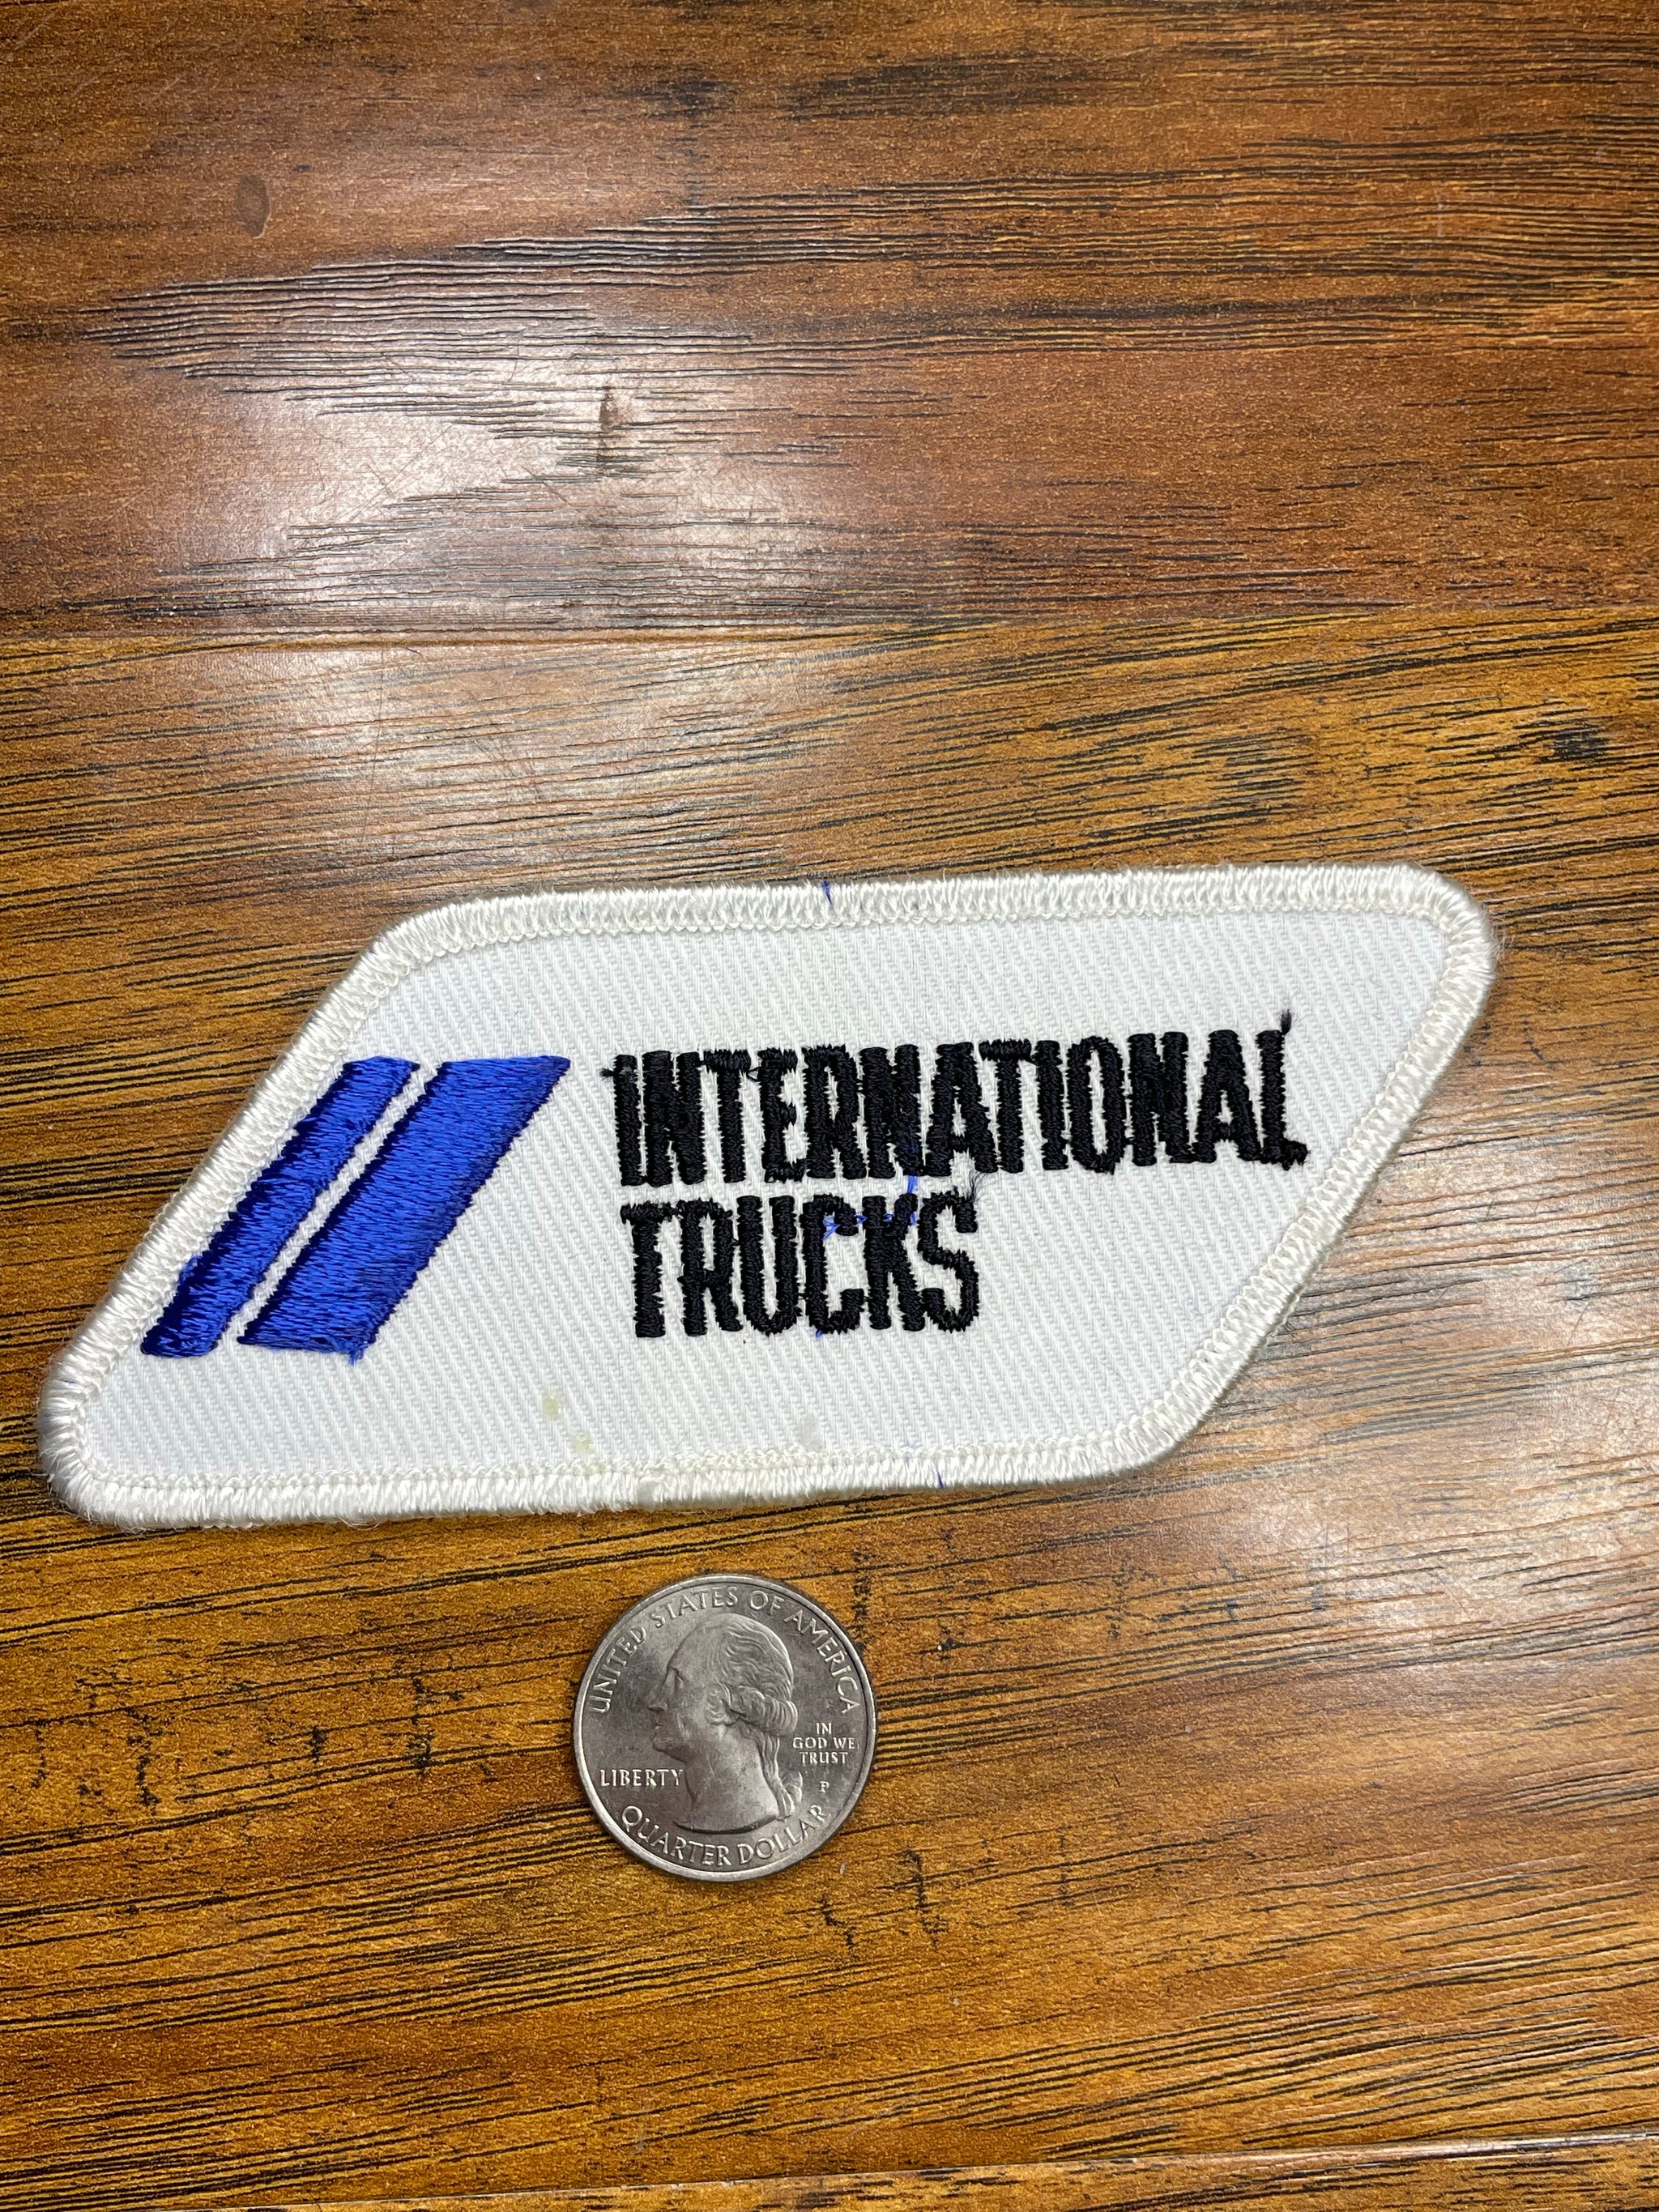 INTERNATIONAL
TRUCKS
UNITED STATES OF AMERICA
IN
GOD WE
TRUST
LIBERTY
P
QUARTER DOLLAR